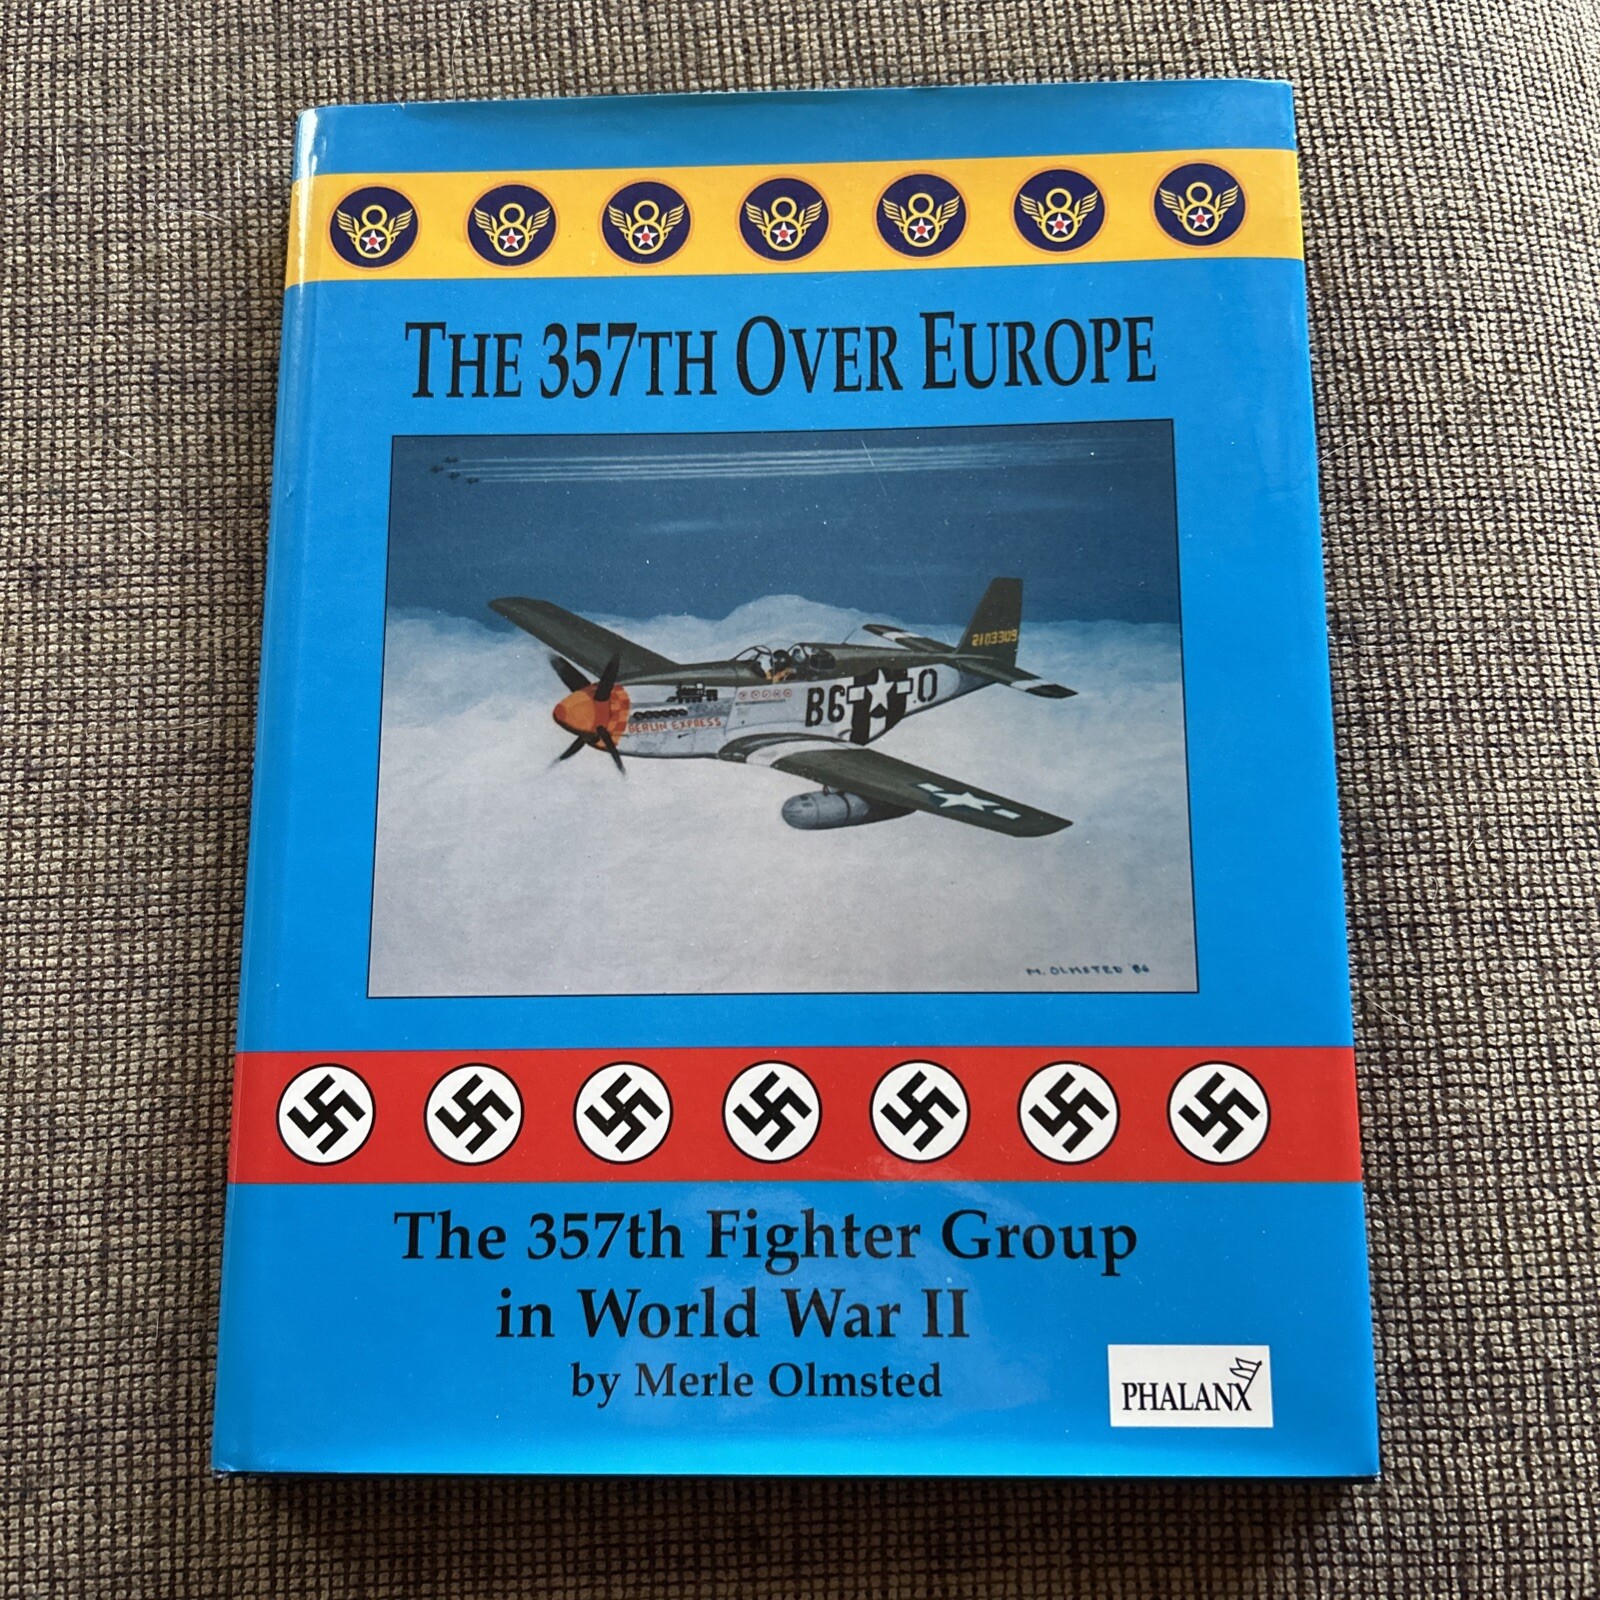 THE 357TH OVER EUROPE
2103309
B6 O
BERLIN EXPRESS
M. OLMSTED '86
The 357th Fighter Group
in World War II
by Merle Olmsted
PHALANX